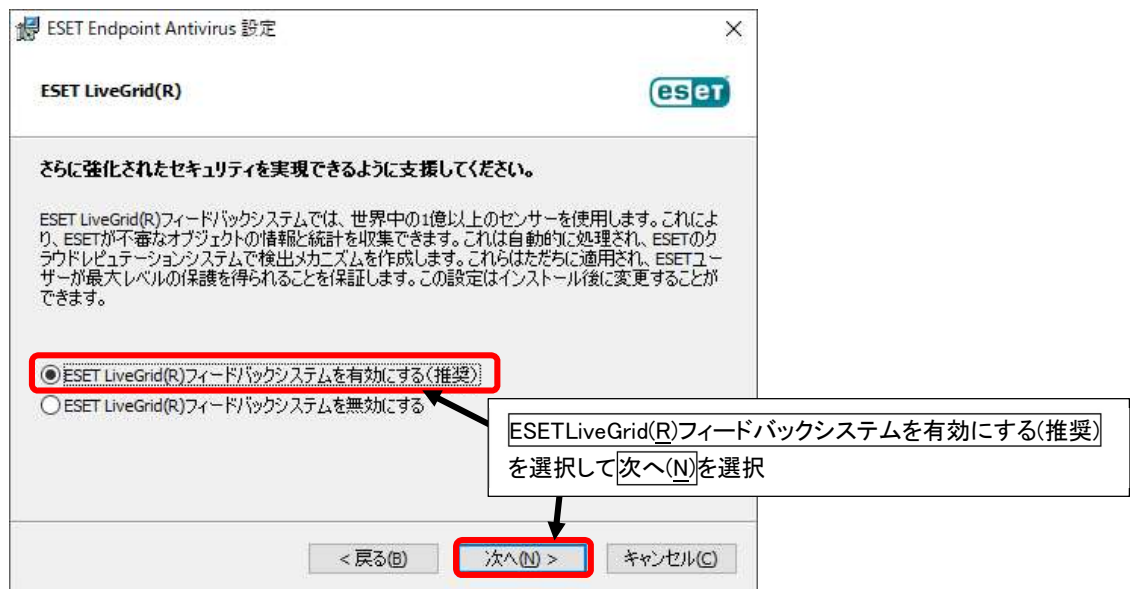 ESET Endpoint Antivirus 設定
ESET LiveGrid(R)
eseT
さらに強化されたセキュリティを実現できるように支援してください。
ESET LiveGrid(R)フィードバックシステムでは、世界中の1億以上のセンサーを使用します。これによ
り、ESETが不審なオブジェクトの情報と統計を収集できます。これは自動的に処理され、ESETのク
ラウドレピュテーションシステムで検出メカニズムを作成します。これらはただちに適用され、ESETユー
ザーが最大レベルの保護を得られることを保証します。この設定はインストール後に変更することが
できます。
ESET LiveGrid(R)フィードバックシステムを有効にする(推奨)
ESET LiveGrid(R)フィードバックシステムを無効にする
ESETLiveGrid(R)フィードバックシステムを有効にする(推奨)
を選択して次へ(N)を選択
< 戻る(B)
次へ(N) >
キャンセル(C)